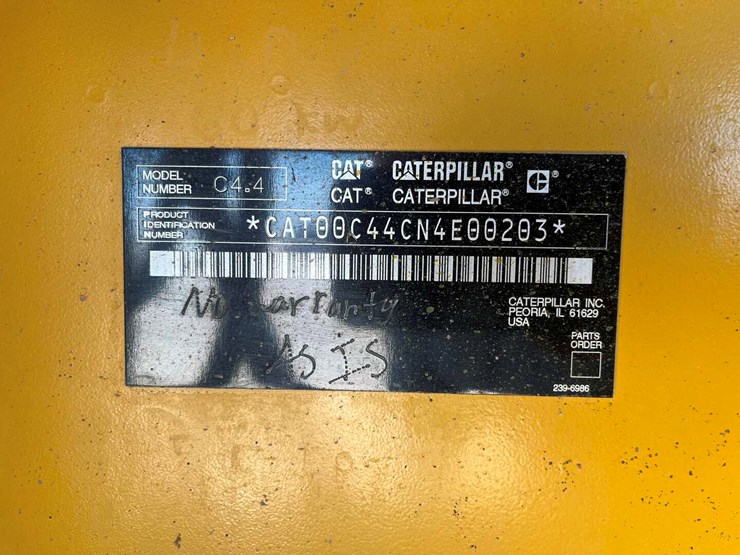 MODEL
NUMBER C4.4
CAT® CATERPILLAR®
CAT® CATERPILLAR®
C®
PRODUCT
IDENTIFICATION
NUMBER
*CAT00C44CN4E00203*
No warranty
As Is
CATERPILLAR INC.
PEORIA, IL 61629
USA
PARTS
ORDER
239-6986